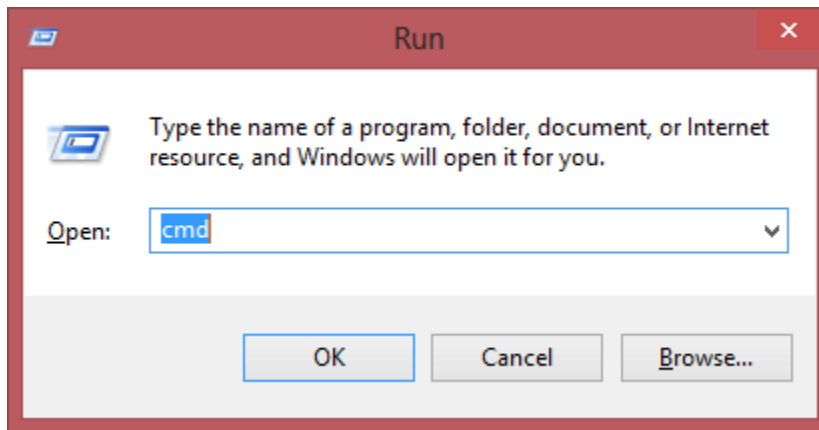 Run
Type the name of a program, folder, document, or Internet
resource, and Windows will open it for you.
Open: cmd
OK Cancel Browse...